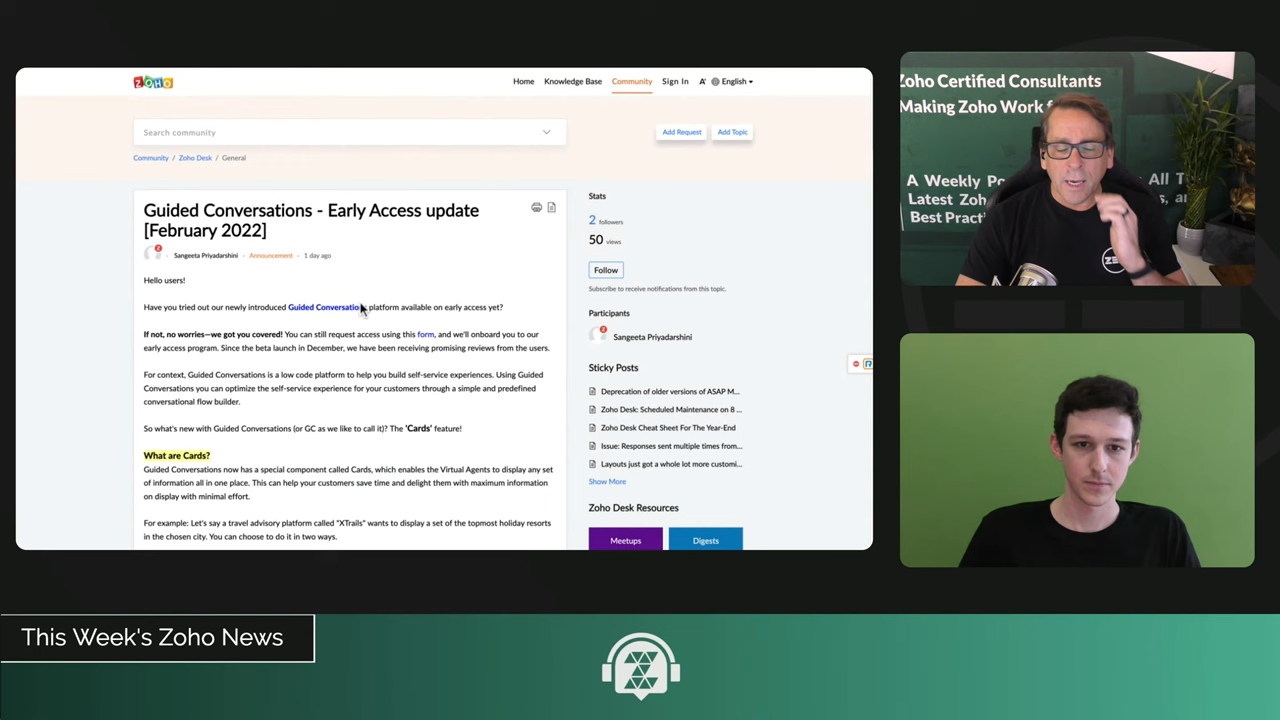 ZOHO
Home Knowledge Base Community Sign In A English
Search community
Add Request Add Topic
Community / Zoho Desk / General
Guided Conversations - Early Access update
[February 2022]
Sangeeta Priyadarshini · Announcement · 1 day ago
Hello users!
Have you tried out our newly introduced Guided platform available on early access yet?
If not, no worries—we got you covered! You can still request access using this form, and we'll onboard you to our
early access program. Since the beta launch in December, we have been receiving promising reviews from the users.
For context, Guided Conversations is a low code platform to help you build self-service experiences. Using Guided
Conversations you can optimize the self-service experience for your customers through a simple and predefined
conversational flow builder.
So what's new with Guided Conversations (or GC as we like to call it)? The 'Cards' feature!
What are Cards?
Guided Conversations now has a special component called Cards, which enables the Virtual Agents to display any set
of information all in one place. This can help your customers save time and delight them with maximum information
on display with minimal effort.
For example: Let's say a travel advisory platform called "XTrails" wants to display a set of the topmost holiday resorts
in the chosen city. You can choose to do it in two ways.
Stats
2 followers
50 views
Follow
Subscribe to receive notifications from this topic.
Participants
Sangeeta Priyadarshini
Sticky Posts
Deprecation of older versions of ASAP M...
Zoho Desk: Scheduled Maintenance on 8 ...
Zoho Desk Cheat Sheet For The Year-End
Issue: Responses sent multiple times from...
Layouts just got a whole lot more customi...
Show More
Zoho Desk Resources
Meetups Digests
Zoho Certified Consultants
Making Zoho Work
A Weekly All
Latest Zoho
Best
This Week's Zoho News